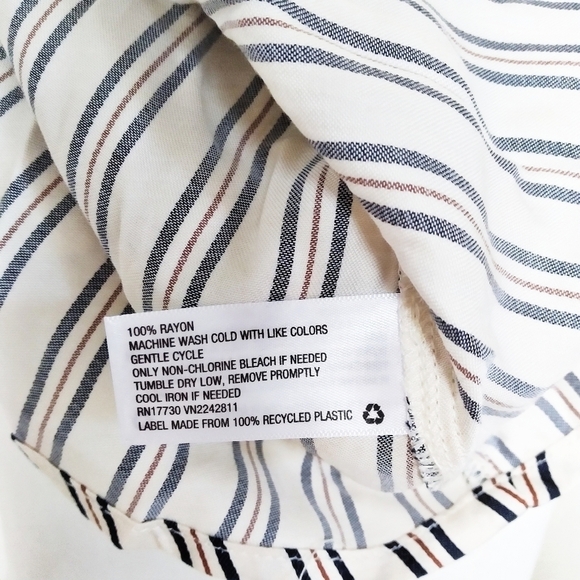 100% RAYON
MACHINE WASH COLD WITH LIKE COLORS
GENTLE CYCLE
ONLY NON-CHLORINE BLEACH IF NEEDED
TUMBLE DRY LOW, REMOVE PROMPTLY
COOL IRON IF NEEDED
RN17730 VN2242811
LABEL MADE FROM 100% RECYCLED PLASTIC